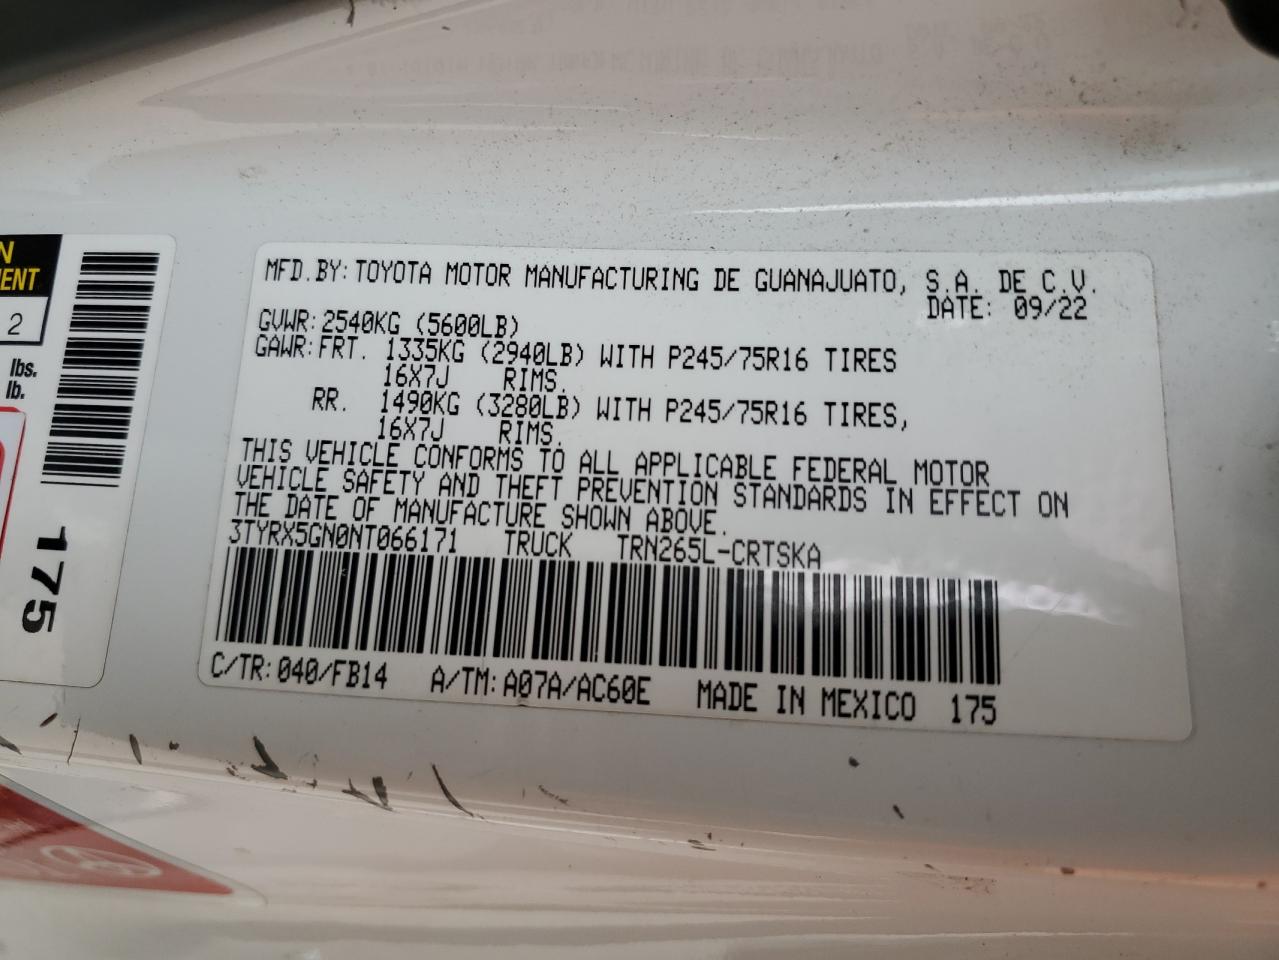 MFD.BY: TOYOTA MOTOR MANUFACTURING DE GUANAJUATO, S.A. DE C.V.
DATE: 09/22
GVWR: 2540KG (5600LB)
GAWR: FRT. 1335KG (2940LB) WITH P245/75R16 TIRES
16X7J RIMS.
RR. 1490KG (3280LB) WITH P245/75R16 TIRES,
16X7J RIMS.
THIS VEHICLE CONFORMS TO ALL APPLICABLE FEDERAL MOTOR
VEHICLE SAFETY AND THEFT PREVENTION STANDARDS IN EFFECT ON
THE DATE OF MANUFACTURE SHOWN ABOVE.
3TYRX5GN0NT066171 TRUCK TRN265L-CRTSKA
C/TR: 040/FB14 A/TM: A07A/AC60E MADE IN MEXICO 175
N
ENT
2
lbs.
lb.
175